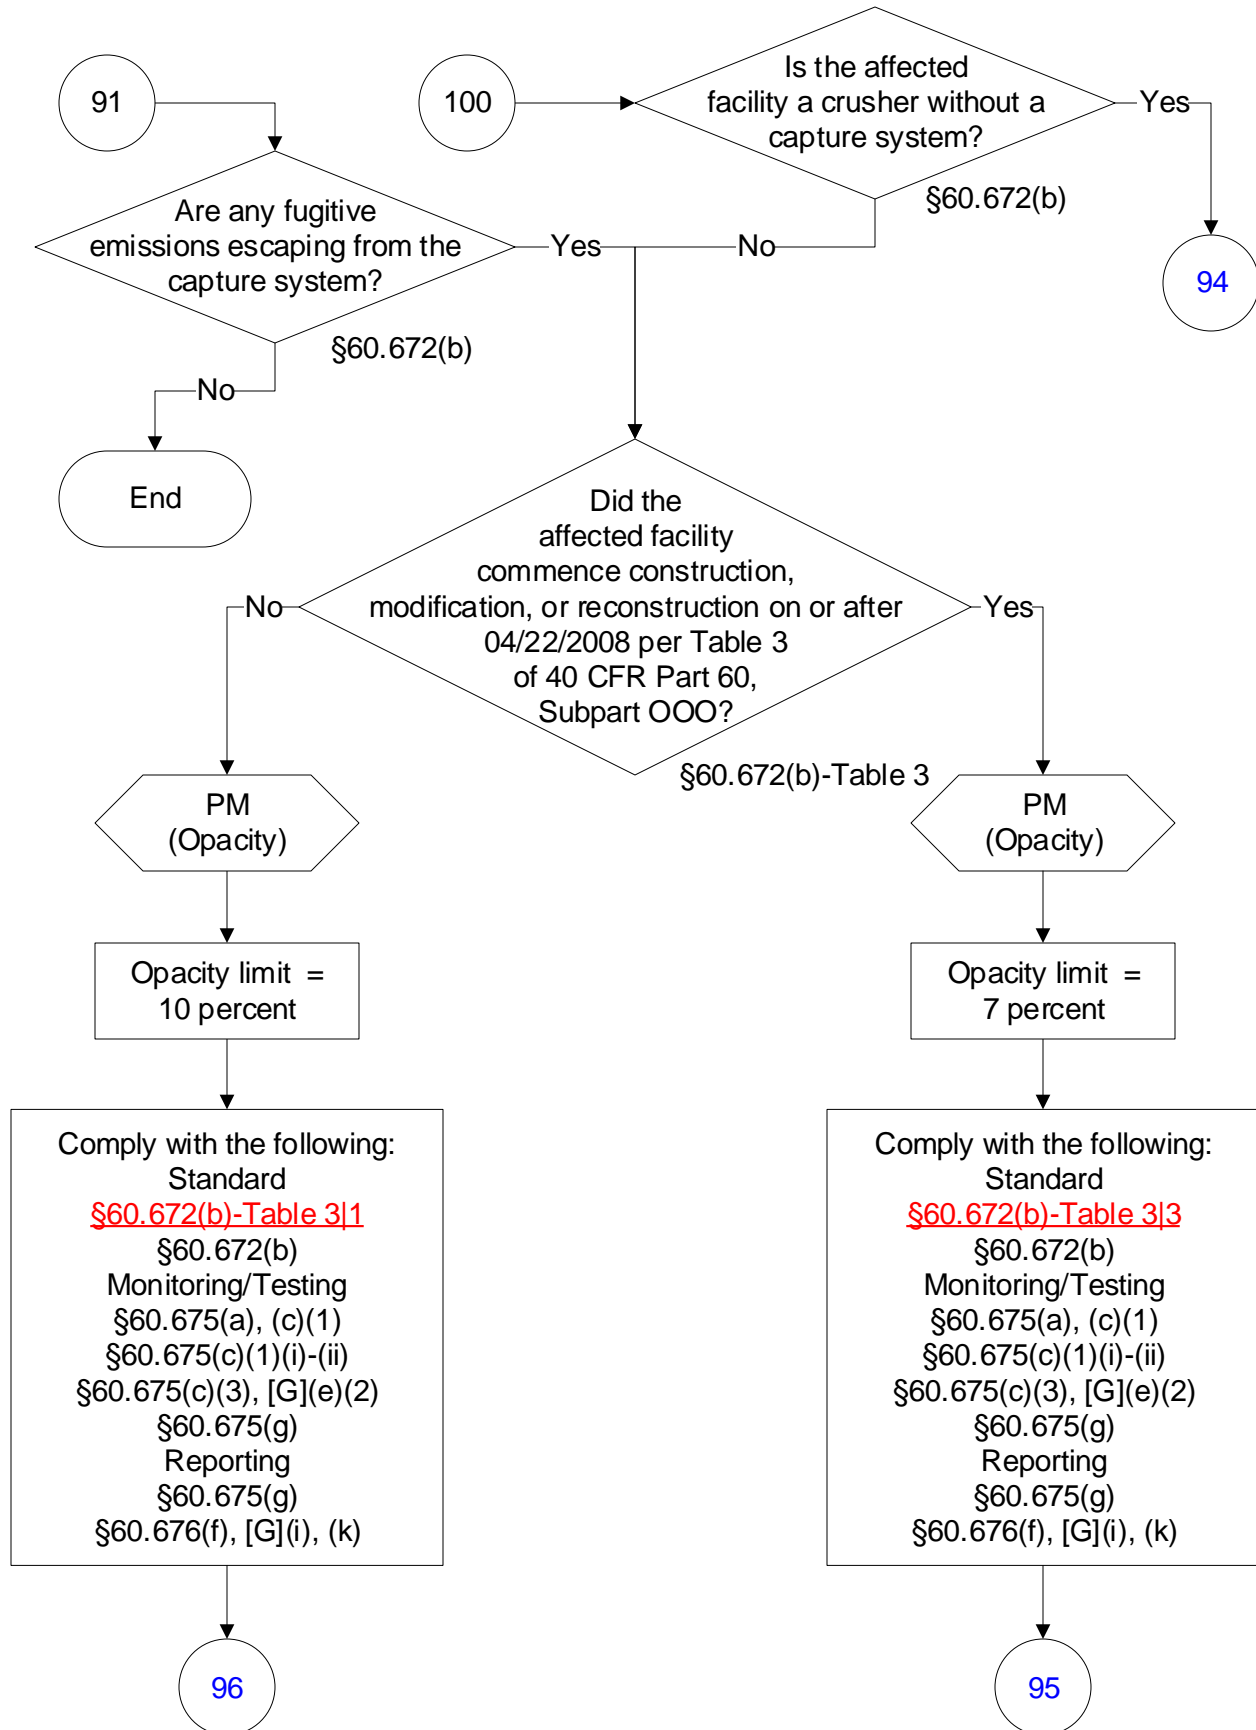 91
100
Is the affected
facility a crusher without a
capture system?
Yes
§60.672(b)
94
Are any fugitive
emissions escaping from the
capture system?
Yes
No
§60.672(b)
No
End
Did the
affected facility
commence construction,
modification, or reconstruction on or after
04/22/2008 per Table 3
of 40 CFR Part 60,
Subpart OOO?
No
Yes
§60.672(b)-Table 3
PM
(Opacity)
Opacity limit =
10 percent
Comply with the following:
Standard
§60.672(b)-Table 3|1
§60.672(b)
Monitoring/Testing
§60.675(a), (c)(1)
§60.675(c)(1)(i)-(ii)
§60.675(c)(3), [G](e)(2)
§60.675(g)
Reporting
§60.675(g)
§60.676(f), [G](i), (k)
96
PM
(Opacity)
Opacity limit =
7 percent
Comply with the following:
Standard
§60.672(b)-Table 3|3
§60.672(b)
Monitoring/Testing
§60.675(a), (c)(1)
§60.675(c)(1)(i)-(ii)
§60.675(c)(3), [G](e)(2)
§60.675(g)
Reporting
§60.675(g)
§60.676(f), [G](i), (k)
95